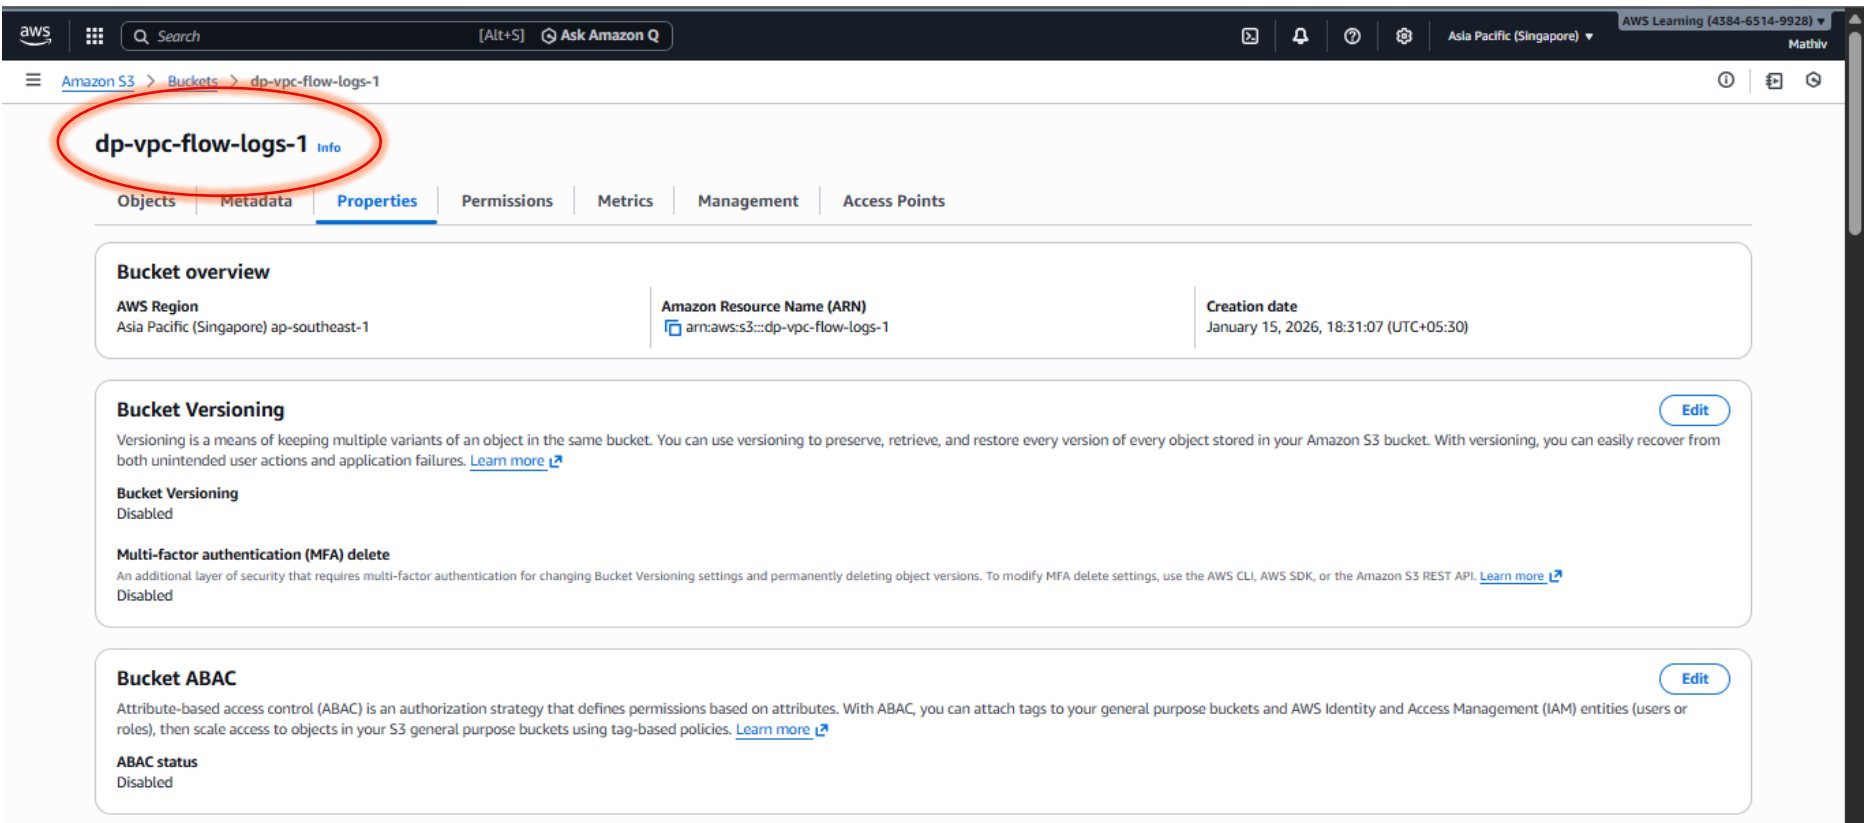 aws
Search [Alt+S] Ask Amazon Q
Asia Pacific (Singapore) ▼
AWS Learning (4384-6514-9928) ▼
Mathiv
Amazon S3 > Buckets > dp-vpc-flow-logs-1
dp-vpc-flow-logs-1 Info
Objects Metadata Properties Permissions Metrics Management Access Points
Bucket overview
AWS Region
Asia Pacific (Singapore) ap-southeast-1
Amazon Resource Name (ARN)
arn:aws:s3:::dp-vpc-flow-logs-1
Creation date
January 15, 2026, 18:31:07 (UTC+05:30)
Bucket Versioning
Edit
Versioning is a means of keeping multiple variants of an object in the same bucket. You can use versioning to preserve, retrieve, and restore every version of every object stored in your Amazon S3 bucket. With versioning, you can easily recover from
both unintended user actions and application failures. Learn more
Bucket Versioning
Disabled
Multi-factor authentication (MFA) delete
An additional layer of security that requires multi-factor authentication for changing Bucket Versioning settings and permanently deleting object versions. To modify MFA delete settings, use the AWS CLI, AWS SDK, or the Amazon S3 REST API. Learn more
Disabled
Bucket ABAC
Edit
Attribute-based access control (ABAC) is an authorization strategy that defines permissions based on attributes. With ABAC, you can attach tags to your general purpose buckets and AWS Identity and Access Management (IAM) entities (users or
roles), then scale access to objects in your S3 general purpose buckets using tag-based policies. Learn more
ABAC status
Disabled